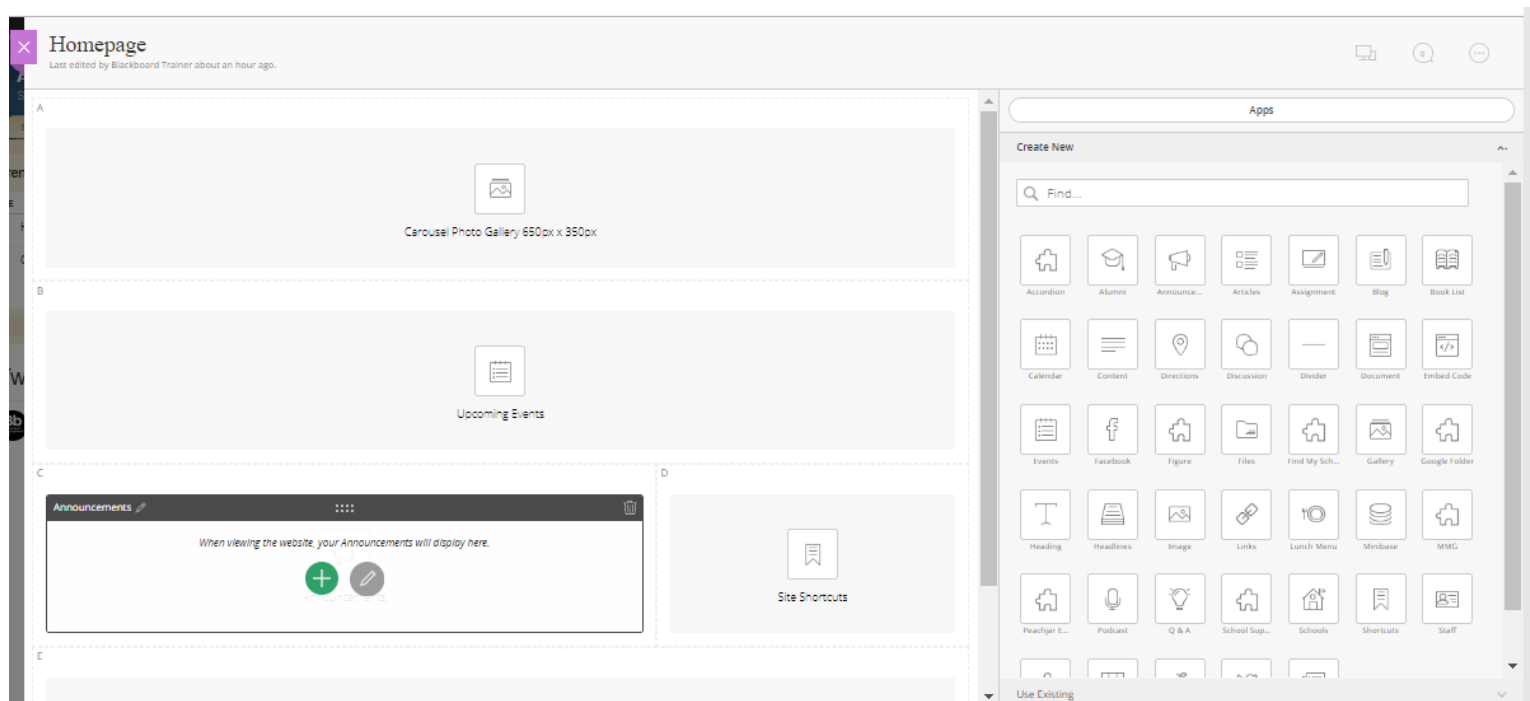 Homepage
Last edited by Blackboard Trainer about an hour ago.
0
Apps
Create New
Find...
A
Carousel Photo Gallery 650px x 350px
B
Upcoming Events
C
Announcements
When viewing the website, your Announcements will display here.
Announcements
D
Site Shortcuts
E
Accordion Alumni Announce... Articles Assignment Blog Book List
Calendar Content Directions Discussion Divider Document Embed Code
Events Facebook Figure Files Find My Sch... Gallery Google Folder
Heading Headlines Image Links Lunch Menu Minibase MMG
Peachjar E... Podcast Q & A School Sup... Schools Shortcuts Staff
Use Existing